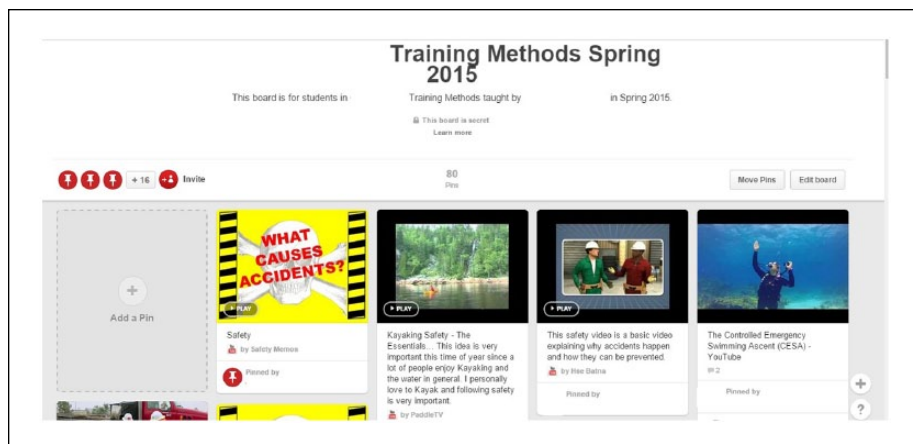 Training Methods Spring
2015
This board is for students in Training Methods taught by in Spring 2015.
This board is secret
Learn more
+ 16 Invite
80
Pins
Move Pins Edit board
Add a Pin
WHAT
CAUSES
ACCIDENTS?
PLAY
Safety
by Safety Memos
Pinned by
PLAY
Kayaking Safety - The
Essentials... This idea is very
important this time of year since a
lot of people enjoy Kayaking and
the water in general. I personally
love to Kayak and following safety
is very important.
by PaddleTV
PLAY
This safety video is a basic video
explaining why accidents happen
and how they can be prevented.
by Hse Batna
Pinned by
The Controlled Emergency
Swimming Ascent (CESA) -
YouTube
2
Pinned by
+
?